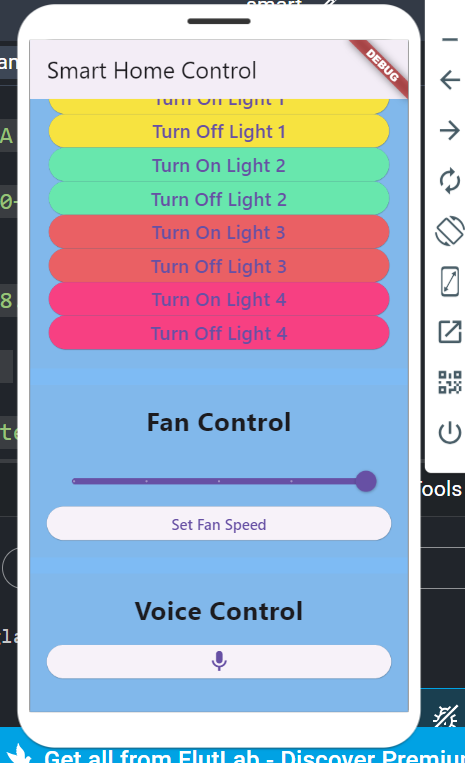 smart
an
Smart Home Control
DEBUG
Turn On Light 1
Turn Off Light 1
A
Turn On Light 2
0-
Turn Off Light 2
Turn On Light 3
Turn Off Light 3
8
Turn On Light 4
Turn Off Light 4
Fan Control
te
Tools
Set Fan Speed
Voice Control
gla
Get all from FlutLab - Discover Premium